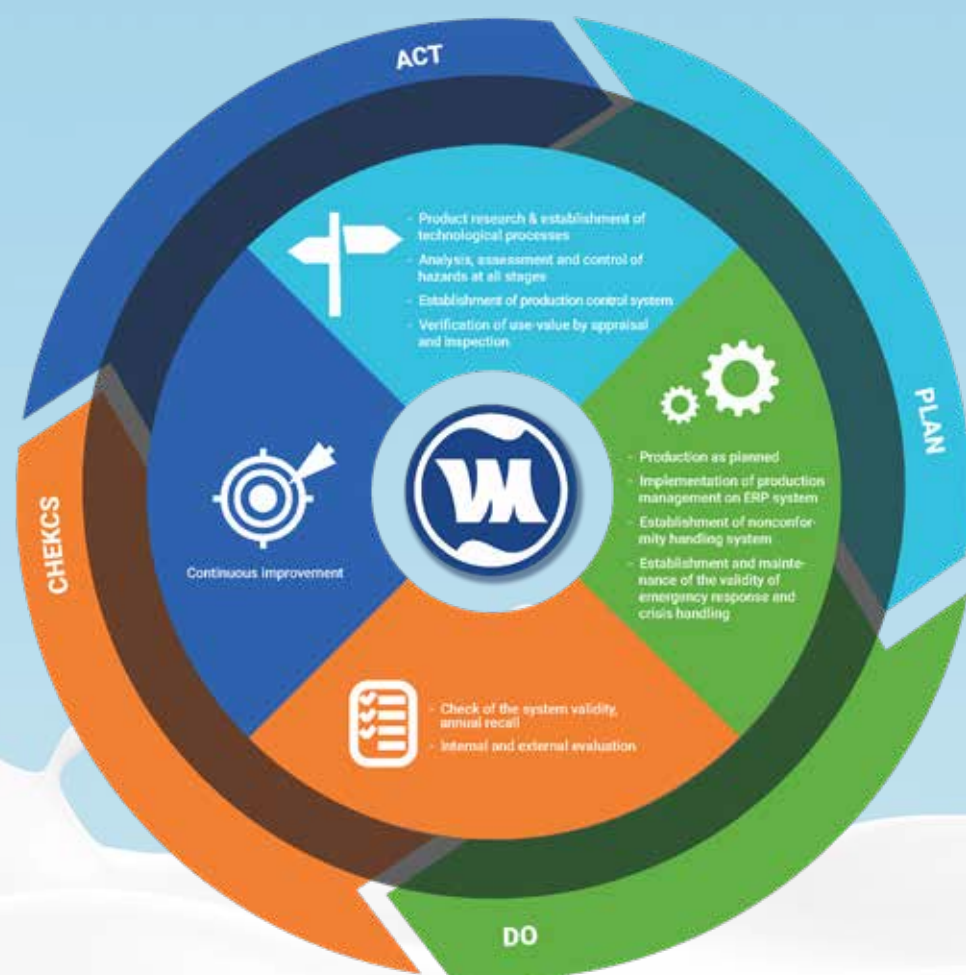 ACT
PLAN
- Product research & establishment of
technological processes
- Analysis, assessment and control of
hazards at all stages
- Establishment of production control system
- Verification of use-value by appraisal
and inspection
- Production as planned
- Implementation of production
management on ERP system
- Establishment of nonconfor-
mity handling system
- Establishment and mainte-
nance of the validity of
emergency response and
crisis handling
VM
Continuous improvement
CHEKCS
- Check of the system validity,
annual recall
- Internal and external evaluation
DO